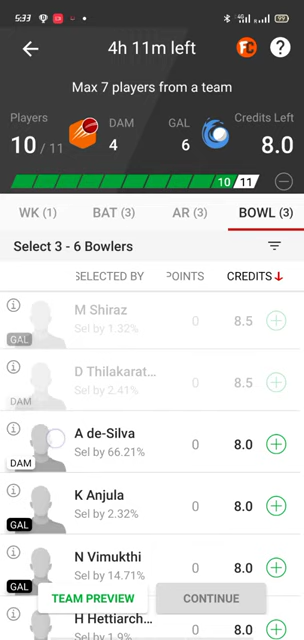 5:33
99
4h 11m left
FC
?
Max 7 players from a team
Players DAM GAL Credits Left
10 / 11 4 6 8.0
10 11
WK (1) BAT (3) AR (3) BOWL (3)
Select 3 - 6 Bowlers
SELECTED BY POINTS CREDITS
M Shiraz
Sel by 1.32% 0 8.5
GAL
D Thilakarat...
Sel by 2.41% 0 8.5
DAM
A de-Silva
Sel by 66.21% 0 8.0
DAM
K Anjula
Sel by 2.32% 0 8.0
GAL
N Vimukthi
Sel by 14.71% 0 8.0
GAL
TEAM PREVIEW CONTINUE
H Hettiarch...
Sel by 1.9% 0 8.0